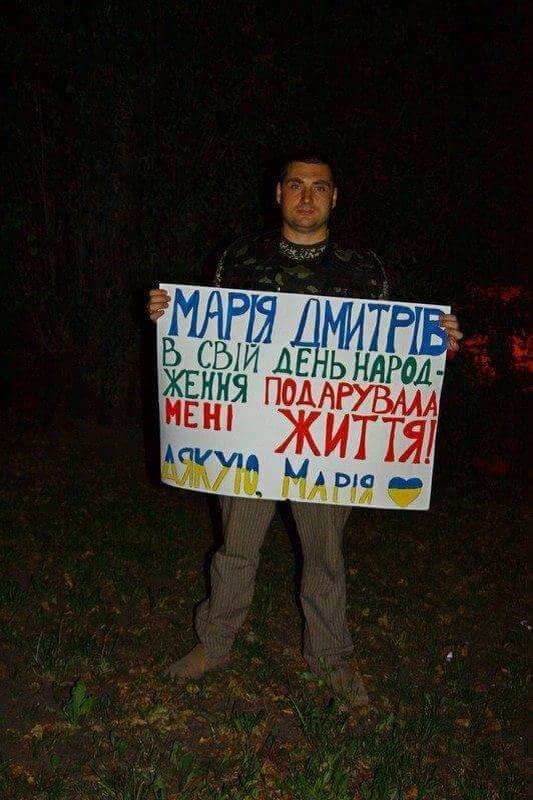 МАРІЯ ДМИТРІВ
В СВІЙ ДЕНЬ НАРОД-
ЖЕННЯ ПОДАРУВАЛА
МЕНІ ЖИТТЯ!
ДЯКУЮ, МАРІЯ